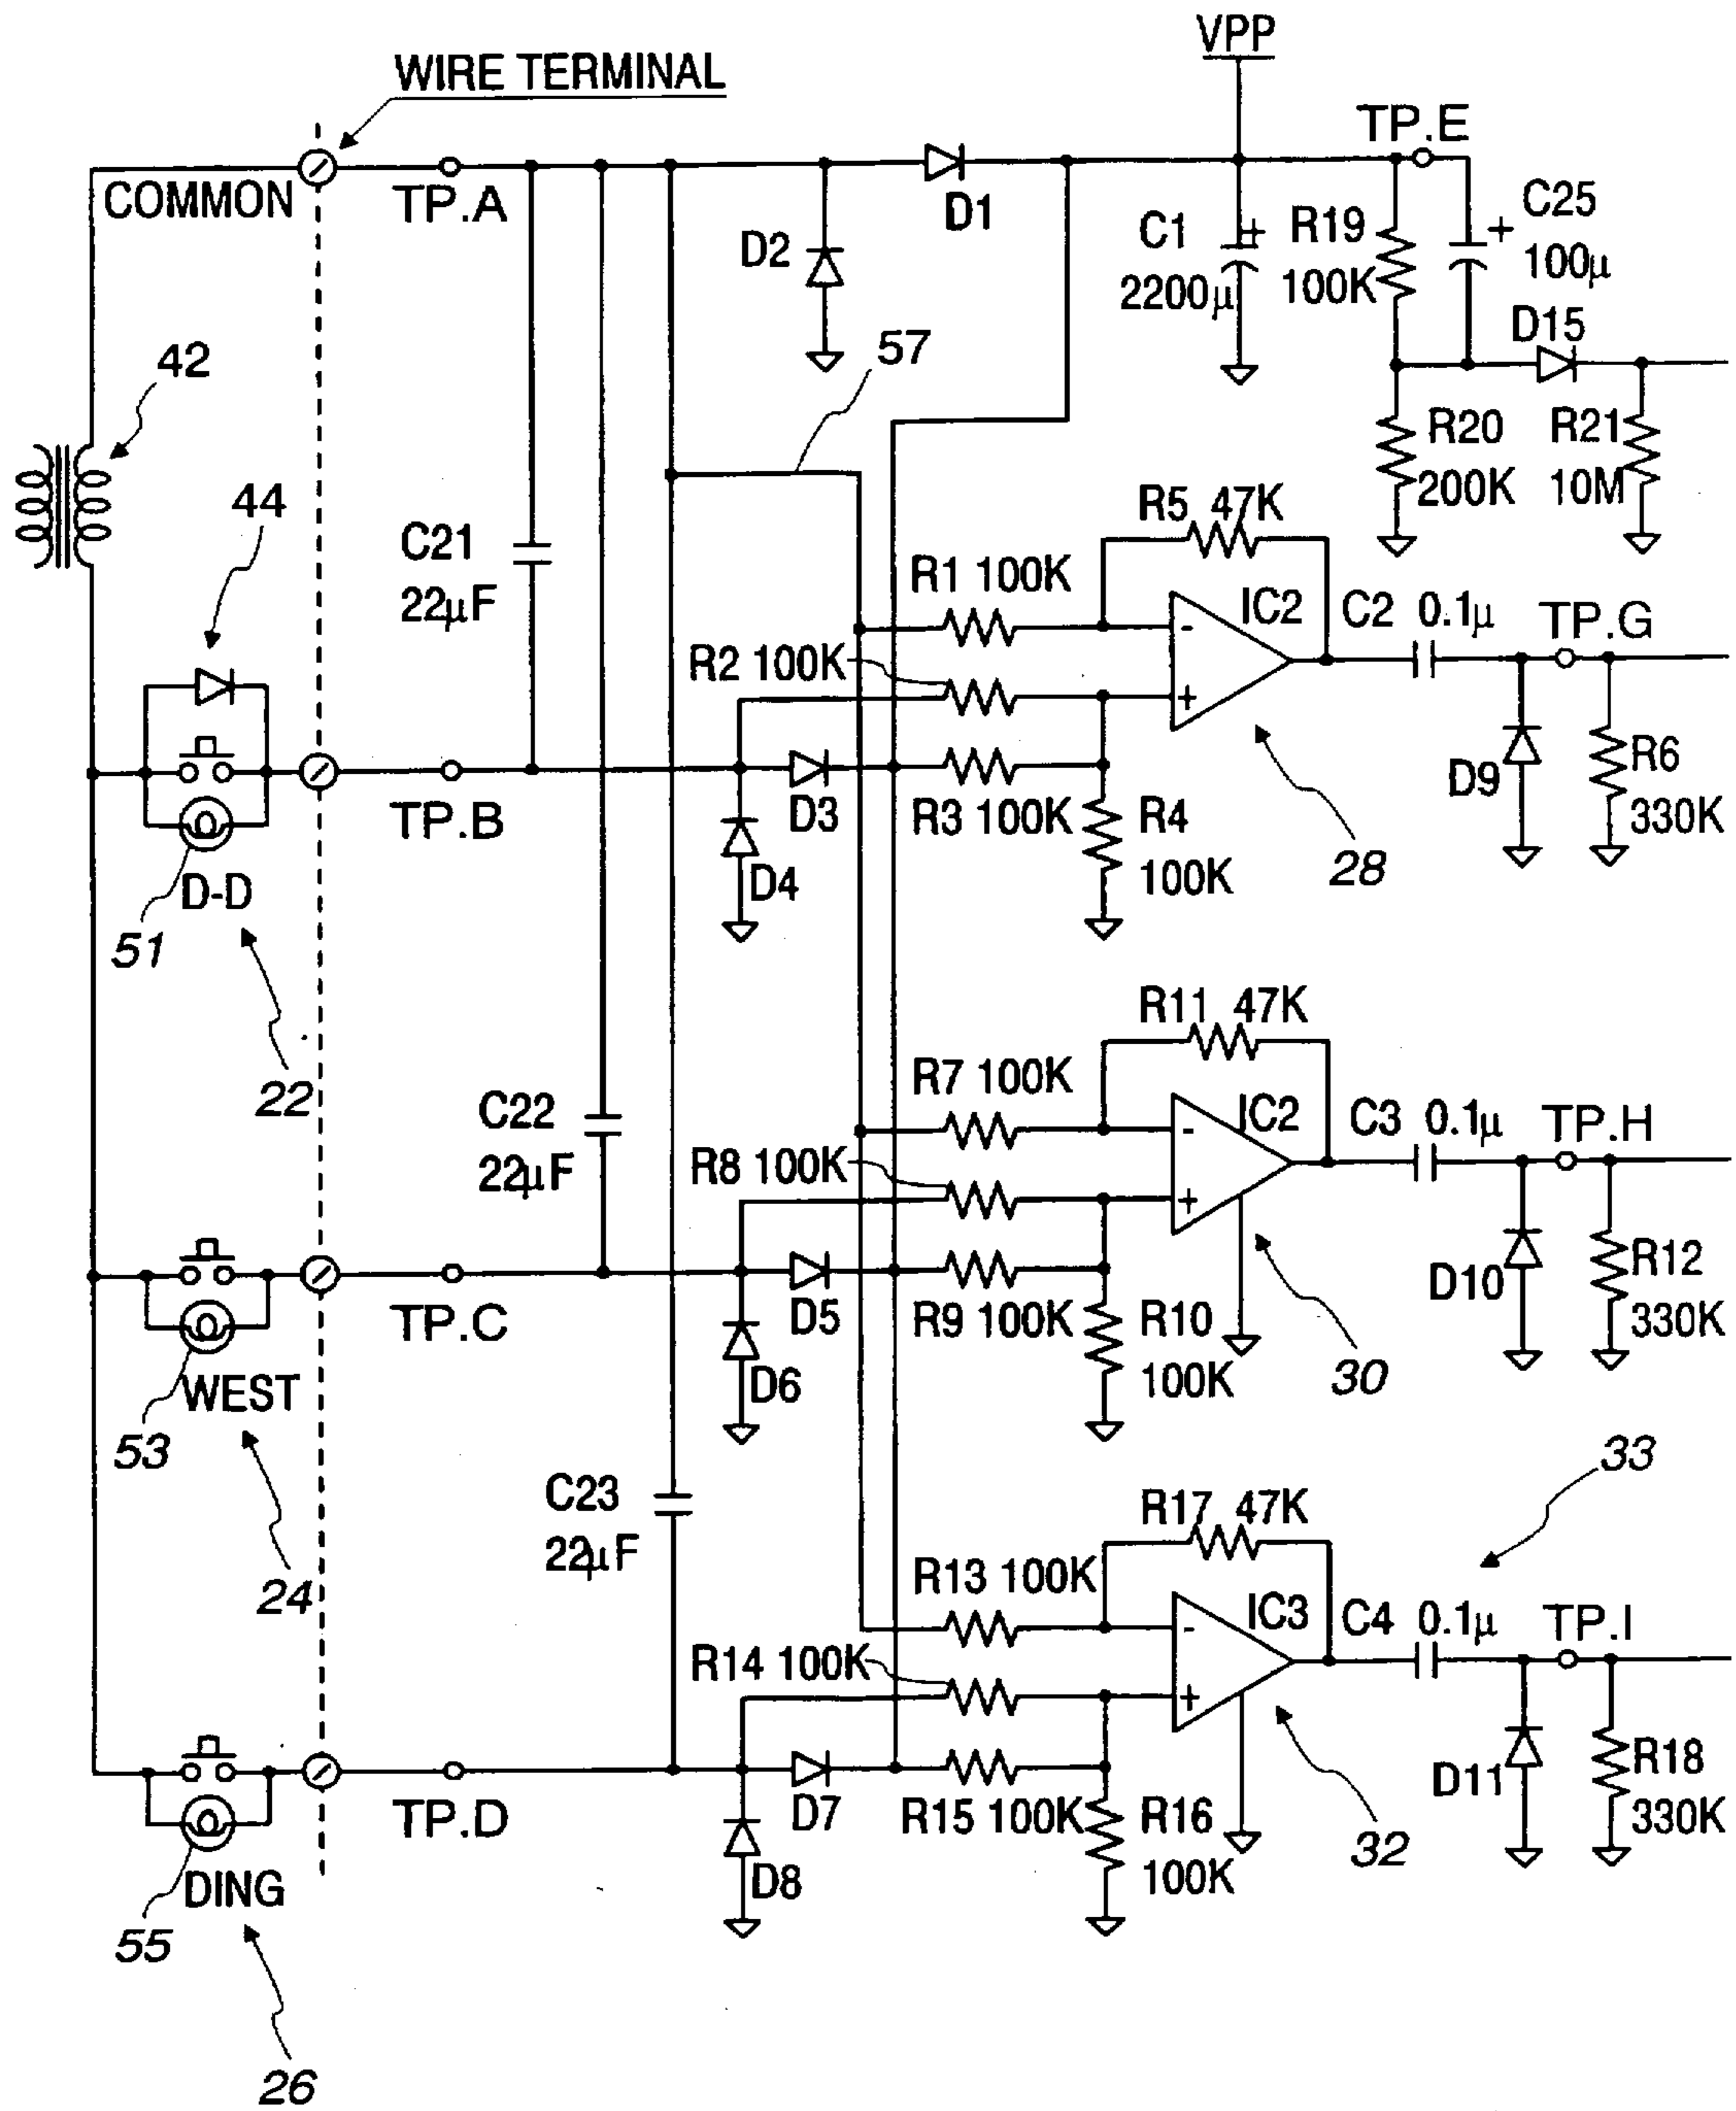 VPP
WIRE TERMINAL
COMMON
TP.A
D1
TP.E
D2
C1
2200μ
+
R19
100K
+
C25
100μ
D15
57
42
R20
200K
R21
10M
44
C21
22μF
R5 47K
R1 100K
IC2
C2 0.1μ
TP.G
R2 100K
-
+
D9
R6
330K
TP.B
D3
R3 100K
R4
100K
28
D4
D-D
51
22
R11 47K
R7 100K
IC2
C3 0.1μ
TP.H
C22
22μF
R8 100K
-
+
D10
R12
330K
TP.C
D5
R9 100K
R10
100K
30
D6
WEST
53
24
33
C23
22μF
R17 47K
R13 100K
IC3
C4 0.1μ
TP.I
R14 100K
-
+
D11
R18
330K
TP.D
D7
R15 100K
R16
100K
32
D8
DING
55
26